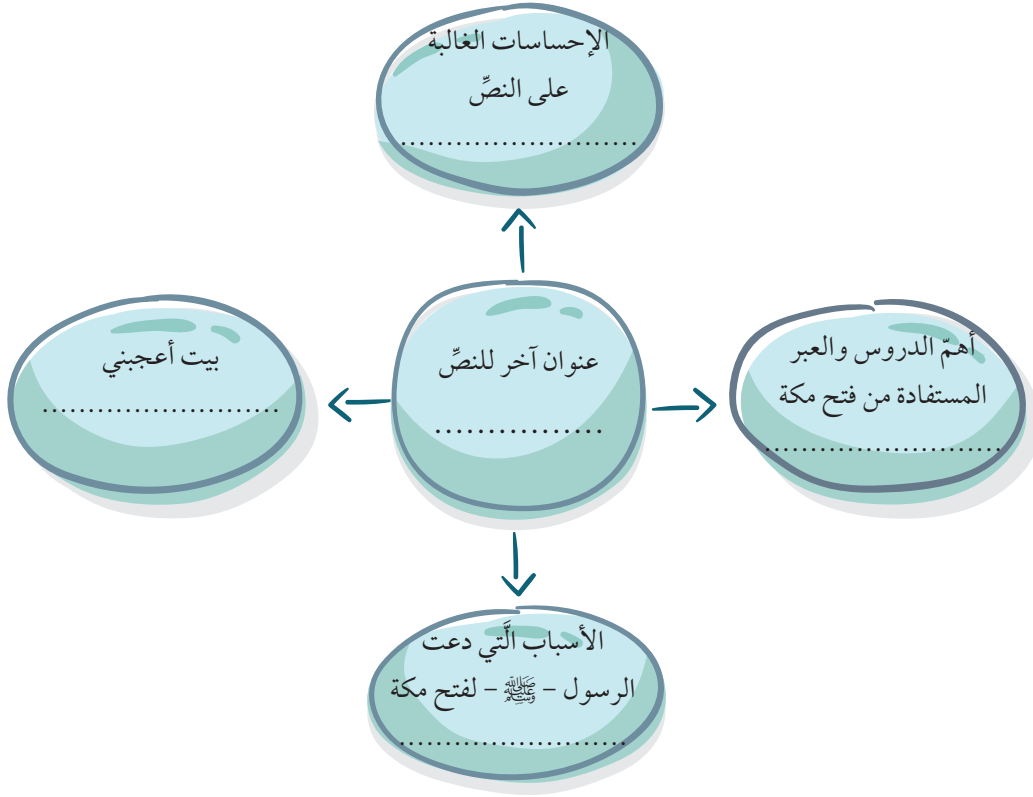 الإحساسات الغالبة
على النصِّ
..........................
أهمّ الدروس والعبر
المستفادة من فتح مكة
..........................
عنوان آخر للنصِّ
................
بيت أعجبني
..........................
الأسباب الَّتي دعت
الرسول – ﷺ – لفتح مكة
..........................